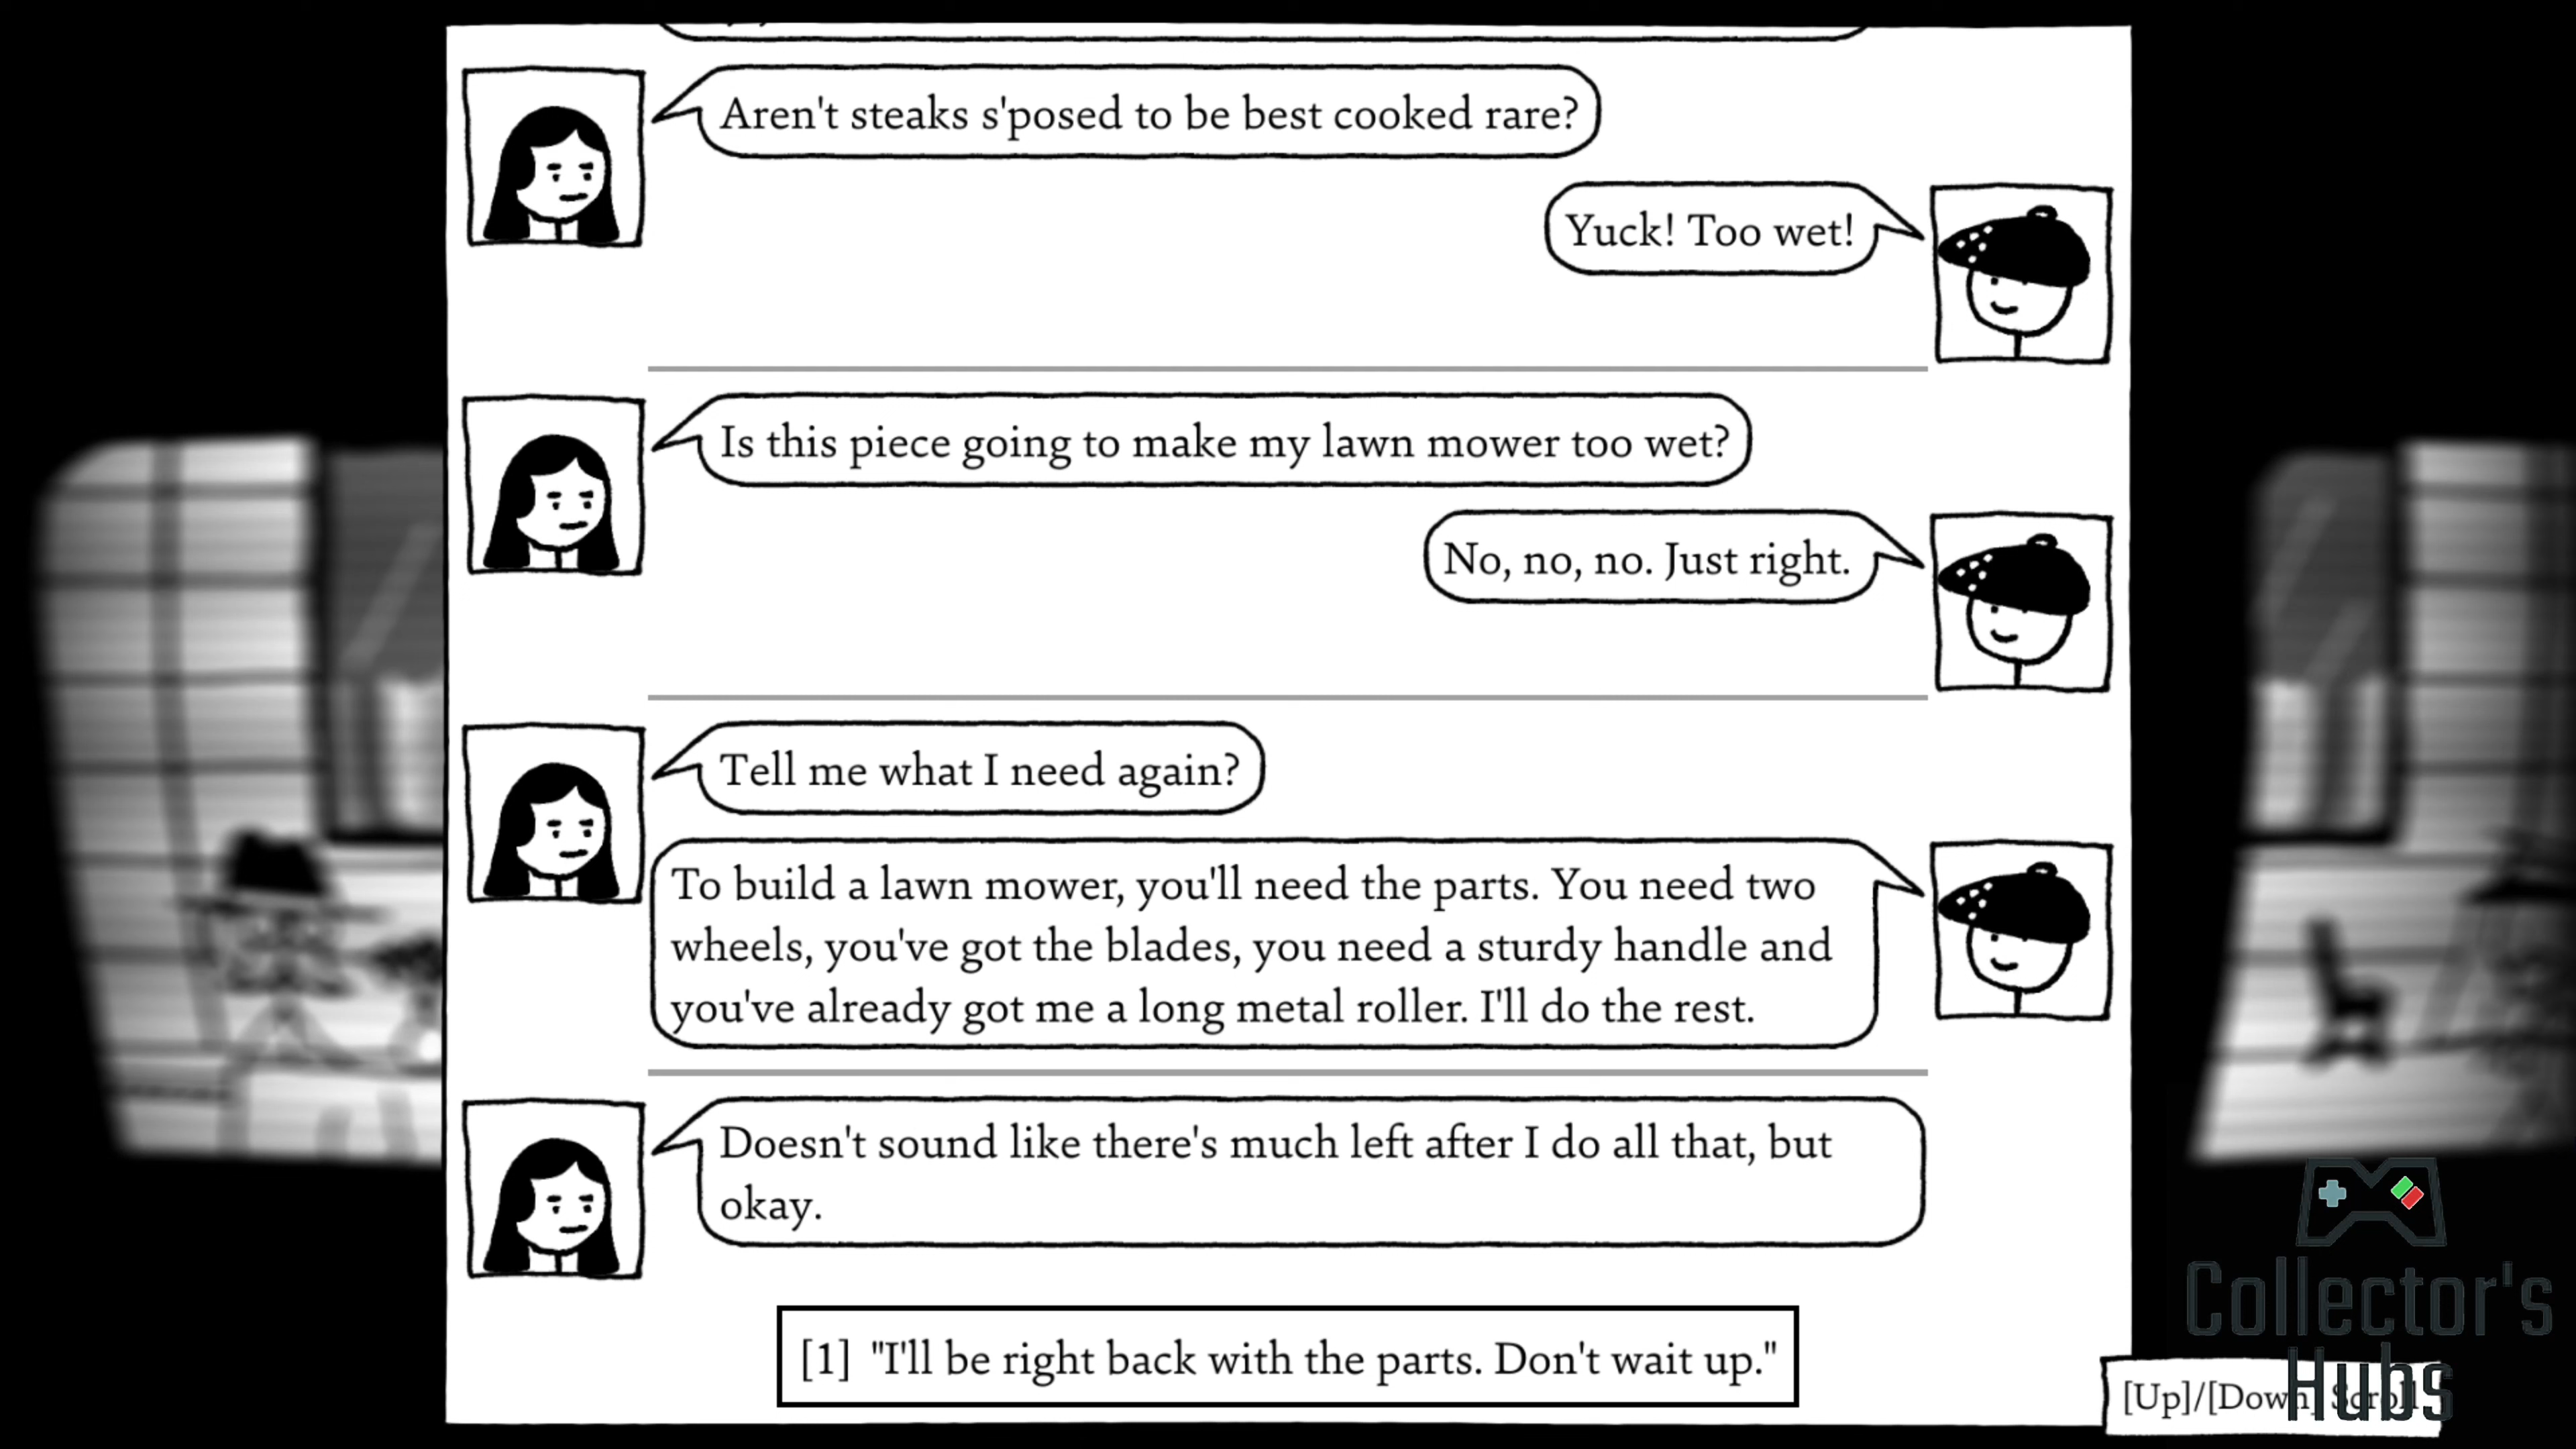 Aren't steaks s'posed to be best cooked rare?
Yuck! Too wet!
Is this piece going to make my lawn mower too wet?
No, no, no. Just right.
Tell me what I need again?
To build a lawn mower, you'll need the parts. You need two
wheels, you've got the blades, you need a sturdy handle and
you've already got me a long metal roller. I'll do the rest.
Doesn't sound like there's much left after I do all that, but
okay.
[1] "I'll be right back with the parts. Don't wait up."
[Up]/[Down] Scroll
Collector's
Hubs